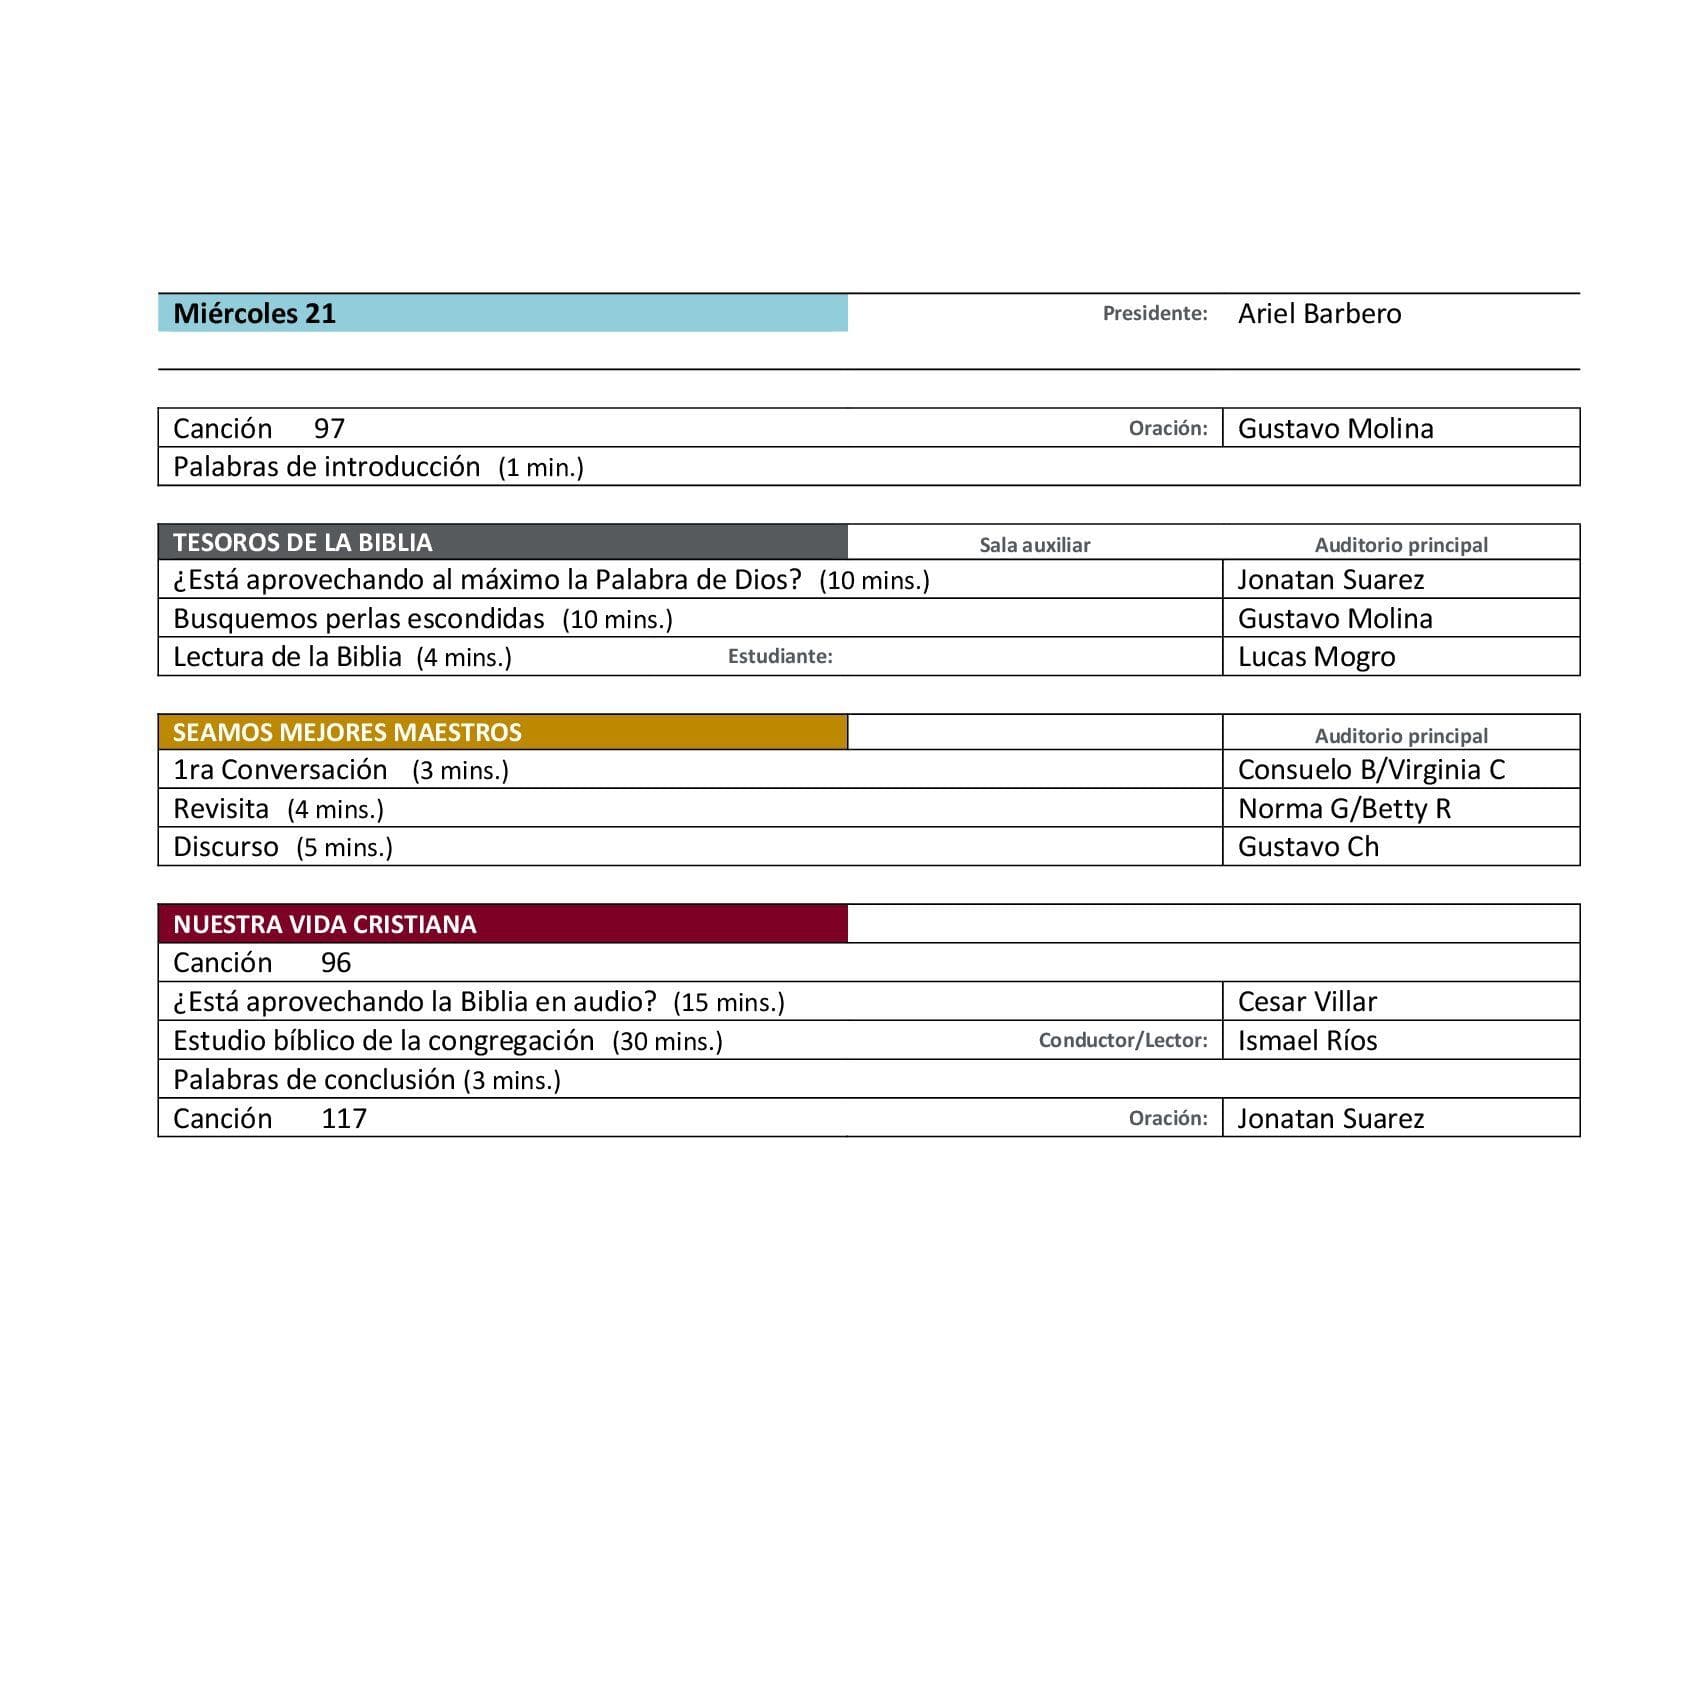 Miércoles 21 Presidente: Ariel Barbero
Canción 97 Oración: Gustavo Molina
Palabras de introducción (1 min.)
TESOROS DE LA BIBLIA Sala auxiliar Auditorio principal
¿Está aprovechando al máximo la Palabra de Dios? (10 mins.) Jonatan Suarez
Busquemos perlas escondidas (10 mins.) Gustavo Molina
Lectura de la Biblia (4 mins.) Estudiante: Lucas Mogro
SEAMOS MEJORES MAESTROS Auditorio principal
1ra Conversación (3 mins.) Consuelo B/Virginia C
Revisita (4 mins.) Norma G/Betty R
Discurso (5 mins.) Gustavo Ch
NUESTRA VIDA CRISTIANA
Canción 96
¿Está aprovechando la Biblia en audio? (15 mins.) Cesar Villar
Estudio bíblico de la congregación (30 mins.) Conductor/Lector: Ismael Ríos
Palabras de conclusión (3 mins.)
Canción 117 Oración: Jonatan Suarez